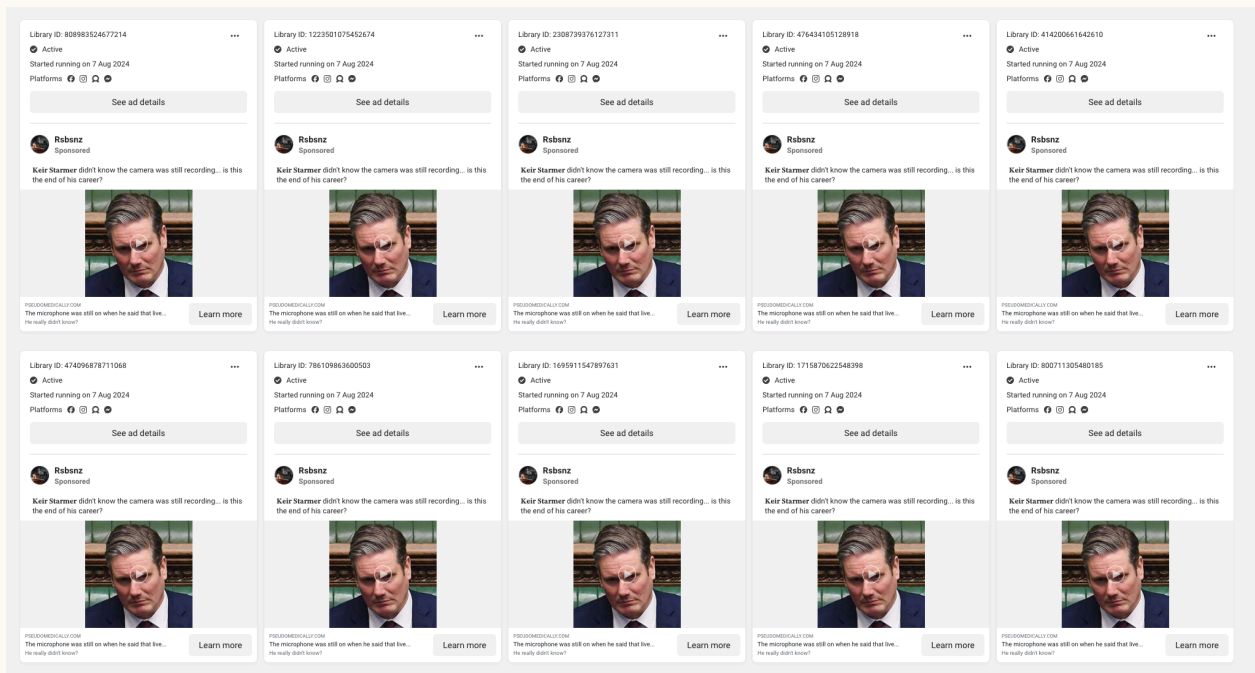 Library ID: 808983524677214
Active
Started running on 7 Aug 2024
Platforms
See ad details
Rsbsnz
Sponsored
Keir Starmer didn't know the camera was still recording... is this
the end of his career?
PSEUDOMEDICALLY.COM
The microphone was still on when he said that live...
He really didn't know?
Learn more
Library ID: 1223501075452674
Active
Started running on 7 Aug 2024
Platforms
See ad details
Rsbsnz
Sponsored
Keir Starmer didn't know the camera was still recording... is this
the end of his career?
PSEUDOMEDICALLY.COM
The microphone was still on when he said that live...
He really didn't know?
Learn more
Library ID: 2308739376127311
Active
Started running on 7 Aug 2024
Platforms
See ad details
Rsbsnz
Sponsored
Keir Starmer didn't know the camera was still recording... is this
the end of his career?
PSEUDOMEDICALLY.COM
The microphone was still on when he said that live...
He really didn't know?
Learn more
Library ID: 476434105128918
Active
Started running on 7 Aug 2024
Platforms
See ad details
Rsbsnz
Sponsored
Keir Starmer didn't know the camera was still recording... is this
the end of his career?
PSEUDOMEDICALLY.COM
The microphone was still on when he said that live...
He really didn't know?
Learn more
Library ID: 414200661642610
Active
Started running on 7 Aug 2024
Platforms
See ad details
Rsbsnz
Sponsored
Keir Starmer didn't know the camera was still recording... is this
the end of his career?
PSEUDOMEDICALLY.COM
The microphone was still on when he said that live...
He really didn't know?
Learn more
Library ID: 474096878711068
Active
Started running on 7 Aug 2024
Platforms
See ad details
Rsbsnz
Sponsored
Keir Starmer didn't know the camera was still recording... is this
the end of his career?
PSEUDOMEDICALLY.COM
The microphone was still on when he said that live...
He really didn't know?
Learn more
Library ID: 786109863600503
Active
Started running on 7 Aug 2024
Platforms
See ad details
Rsbsnz
Sponsored
Keir Starmer didn't know the camera was still recording... is this
the end of his career?
PSEUDOMEDICALLY.COM
The microphone was still on when he said that live...
He really didn't know?
Learn more
Library ID: 1695911547897631
Active
Started running on 7 Aug 2024
Platforms
See ad details
Rsbsnz
Sponsored
Keir Starmer didn't know the camera was still recording... is this
the end of his career?
PSEUDOMEDICALLY.COM
The microphone was still on when he said that live...
He really didn't know?
Learn more
Library ID: 1715870622548398
Active
Started running on 7 Aug 2024
Platforms
See ad details
Rsbsnz
Sponsored
Keir Starmer didn't know the camera was still recording... is this
the end of his career?
PSEUDOMEDICALLY.COM
The microphone was still on when he said that live...
He really didn't know?
Learn more
Library ID: 800711305480185
Active
Started running on 7 Aug 2024
Platforms
See ad details
Rsbsnz
Sponsored
Keir Starmer didn't know the camera was still recording... is this
the end of his career?
PSEUDOMEDICALLY.COM
The microphone was still on when he said that live...
He really didn't know?
Learn more